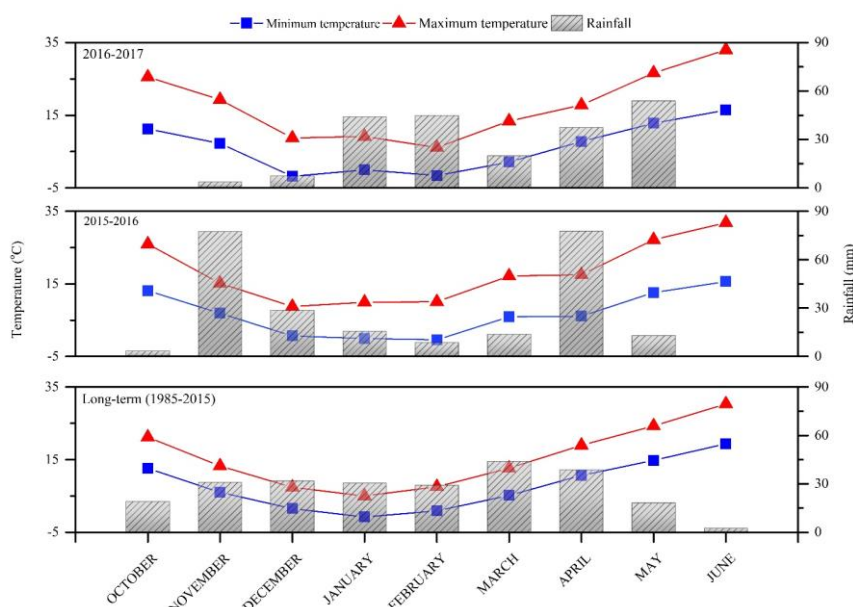 Minimum temperature Maximum temperature Rainfall
2016-2017
35
15
-5
90
60
30
0
2015-2016
35
15
-5
90
60
30
0
Long-term (1985-2015)
35
15
-5
90
60
30
0
Temperature (°C)
Rainfall (mm)
OCTOBER
NOVEMBER
DECEMBER
JANUARY
FEBRUARY
MARCH
APRIL
MAY
JUNE